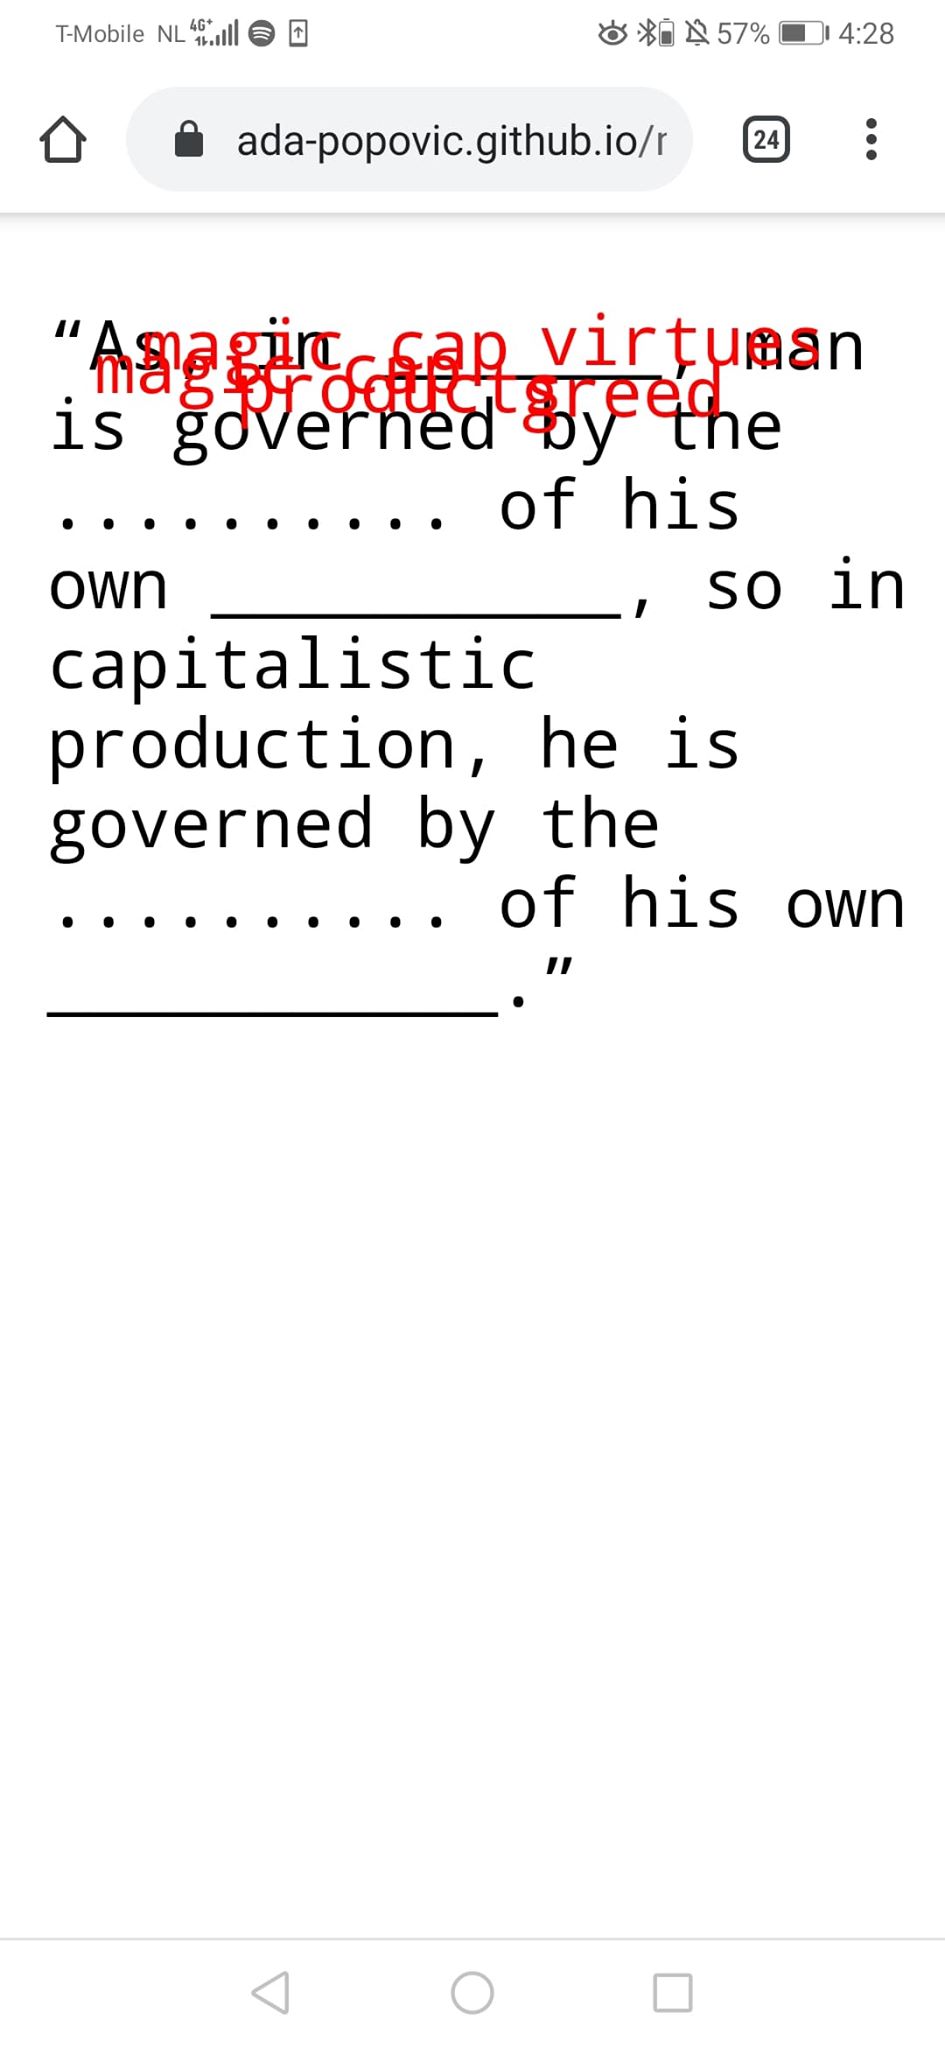 T-Mobile NL 4G+ 57% 4:28
ada-popovic.github.io/r 24
“As, in __________, man
magic cap virtues
magic cap
products greed
is governed by the
.......... of his
own __________, so in
capitalistic
production, he is
governed by the
.......... of his own
___________.”